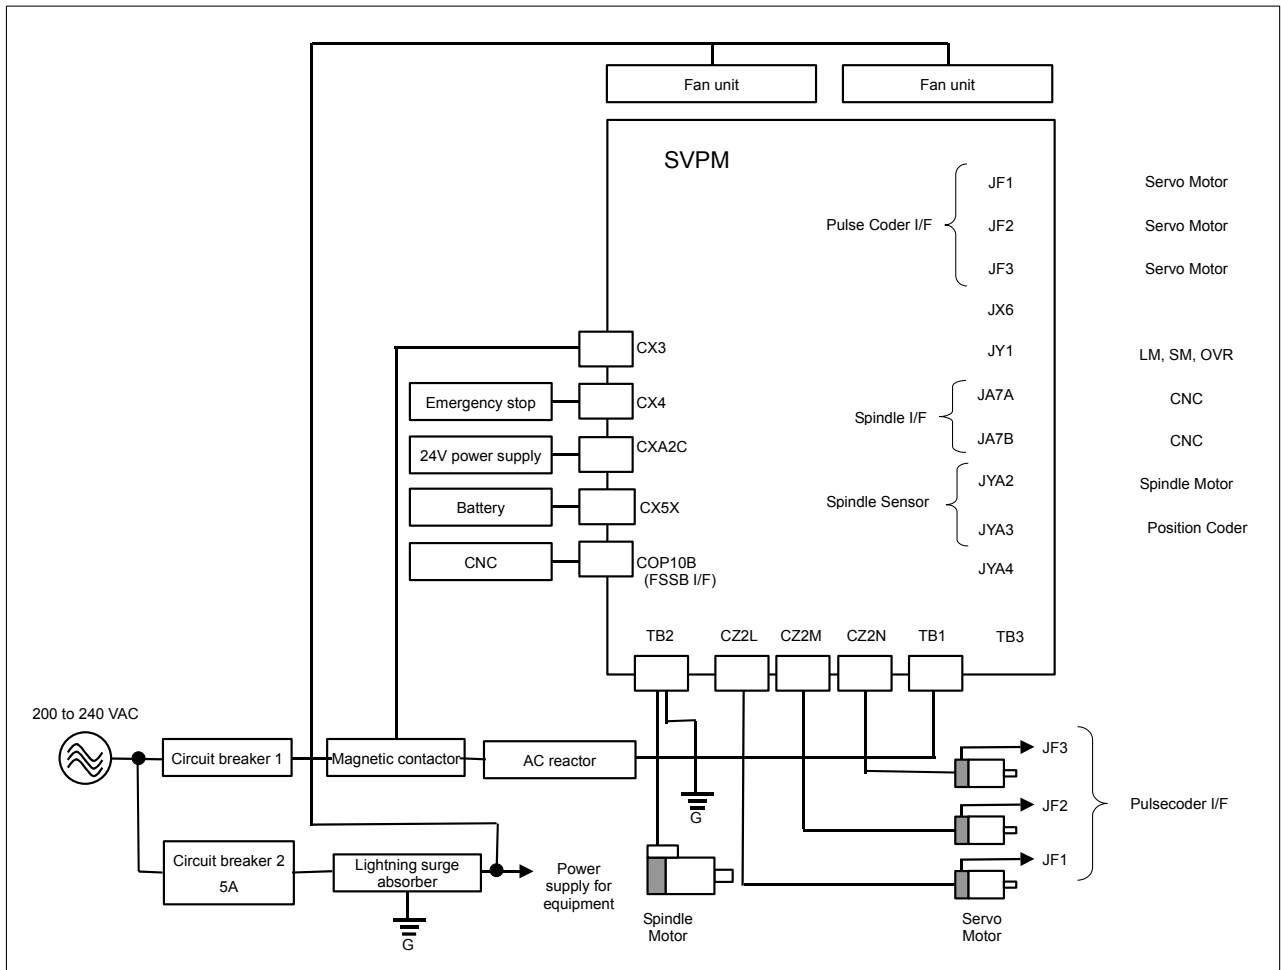 Fan unit
Fan unit
SVPM
Pulse Coder I/F
JF1
Servo Motor
JF2
Servo Motor
JF3
Servo Motor
JX6
CX3
JY1
LM, SM, OVR
Emergency stop
CX4
Spindle I/F
JA7A
CNC
JA7B
CNC
24V power supply
CXA2C
Spindle Sensor
JYA2
Spindle Motor
JYA3
Position Coder
Battery
CX5X
CNC
COP10B
(FSSB I/F)
JYA4
TB2
CZ2L
CZ2M
CZ2N
TB1
TB3
200 to 240 VAC
Circuit breaker 1
Magnetic contactor
AC reactor
G
JF3
JF2
JF1
Pulsecoder I/F
Circuit breaker 2
5A
Lightning surge
absorber
G
Power
supply for
equipment
Spindle
Motor
Servo
Motor